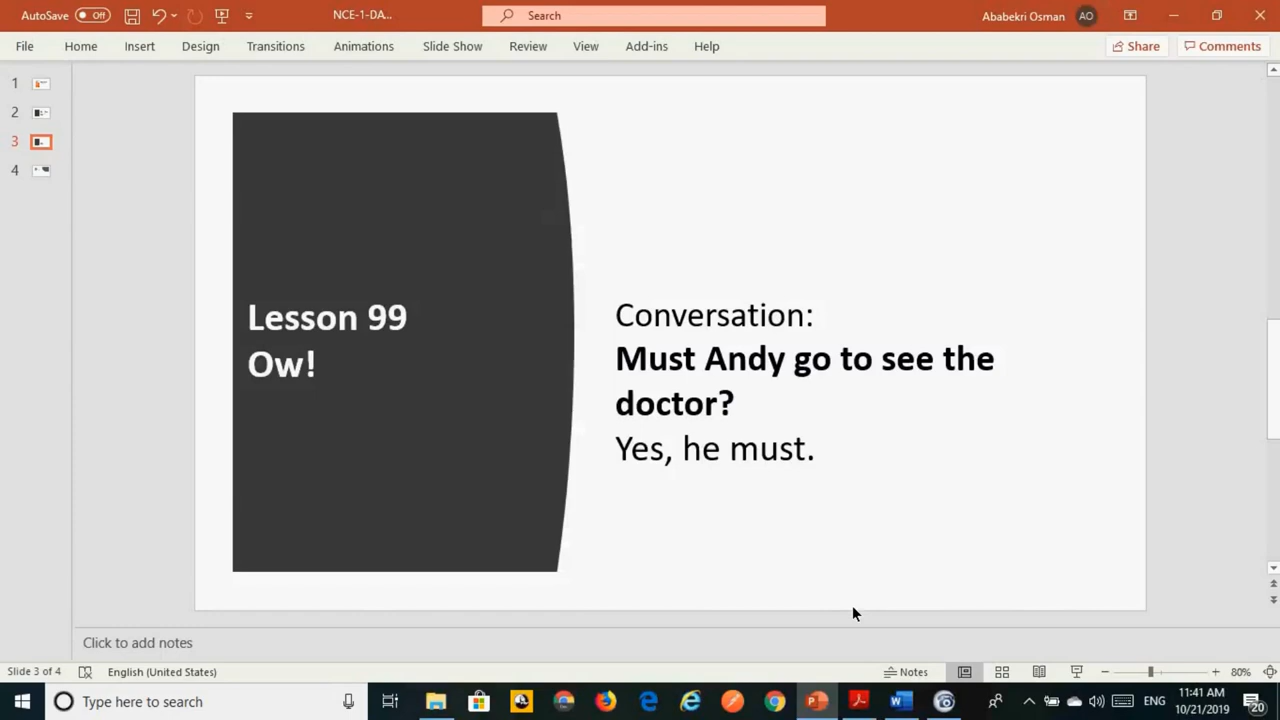 AutoSave Off NCE-1-DA... Search Ababekri Osman AO
File Home Insert Design Transitions Animations Slide Show Review View Add-ins Help Share Comments
1
2
3
4
Lesson 99
Ow!
Conversation:
Must Andy go to see the
doctor?
Yes, he must.
Click to add notes
Slide 3 of 4 English (United States) Notes 80%
Type here to search ENG 11:41 AM
10/21/2019 20